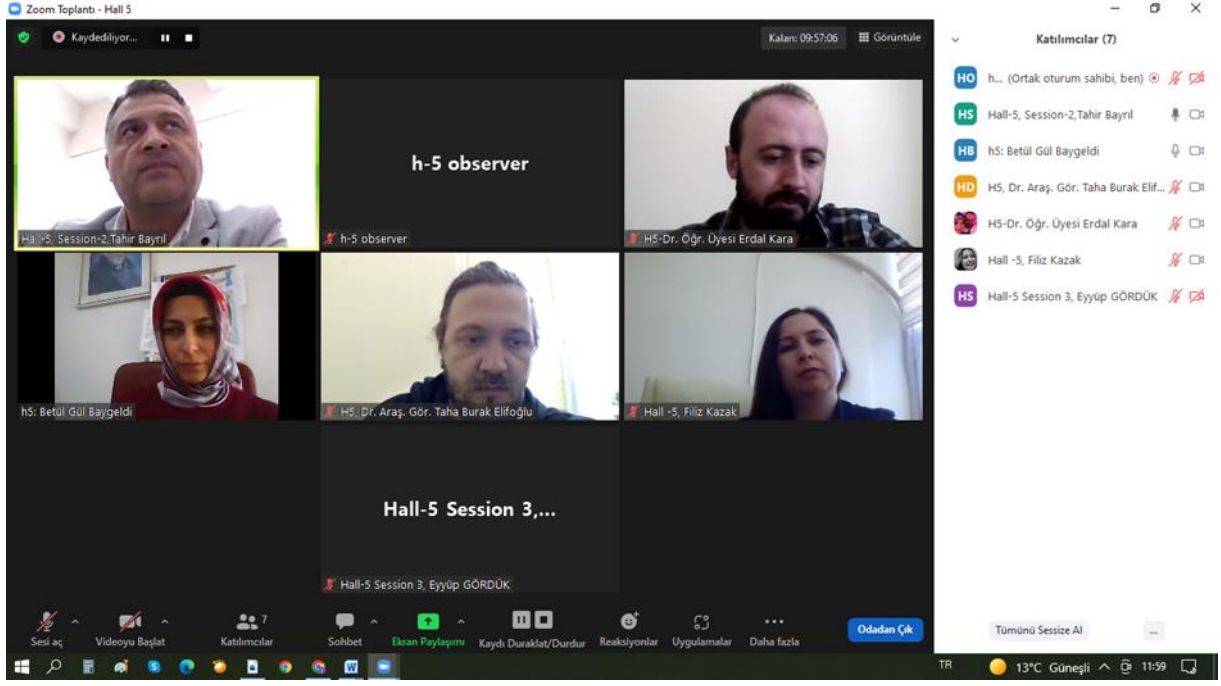 Zoom Toplantı - Hall 5
Kaydediliyor...
Kalan: 09:57:06
Görüntüle
Hall-5, Session-2,Tahir Bayrıl
h-5 observer
h-5 observer
H5-Dr. Öğr. Üyesi Erdal Kara
h5: Betül Gül Baygeldi
H5, Dr. Araş. Gör. Taha Burak Elifoğlu
Hall -5, Filiz Kazak
Hall-5 Session 3,...
Hall-5 Session 3, Eyyüp GÖRDÜK
Sesi aç
Videoyu Başlat
7
Katılımcılar
Sohbet
Ekran Paylaşımı
Kaydı Duraklat/Durdur
Reaksiyonlar
Uygulamalar
Daha fazla
Odadan Çık
Katılımcılar (7)
HO h... (Ortak oturum sahibi, ben)
HS Hall-5, Session-2,Tahir Bayrıl
HB h5: Betül Gül Baygeldi
HD H5, Dr. Araş. Gör. Taha Burak Elif...
H5-Dr. Öğr. Üyesi Erdal Kara
Hall -5, Filiz Kazak
HS Hall-5 Session 3, Eyyüp GÖRDÜK
Tümünü Sessize Al
...
TR
13°C Güneşli
11:59